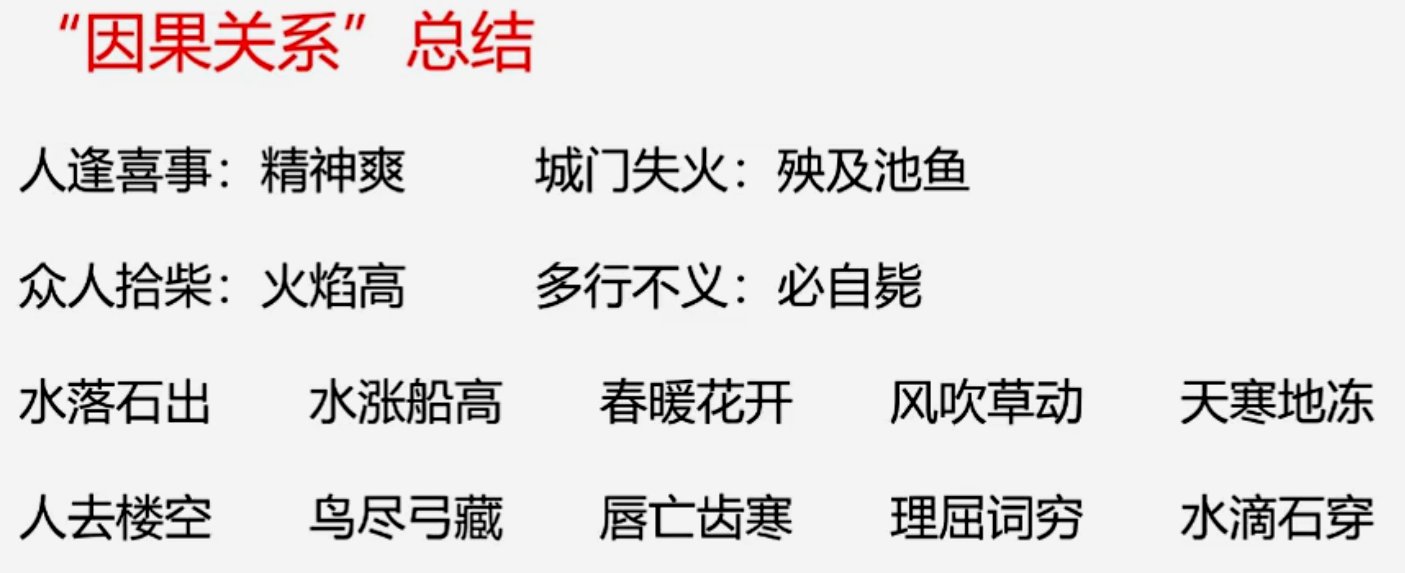 “因果关系”总结
人逢喜事：精神爽 城门失火：殃及池鱼
众人拾柴：火焰高 多行不义：必自毙
水落石出 水涨船高 春暖花开 风吹草动 天寒地冻
人去楼空 鸟尽弓藏 唇亡齿寒 理屈词穷 水滴石穿